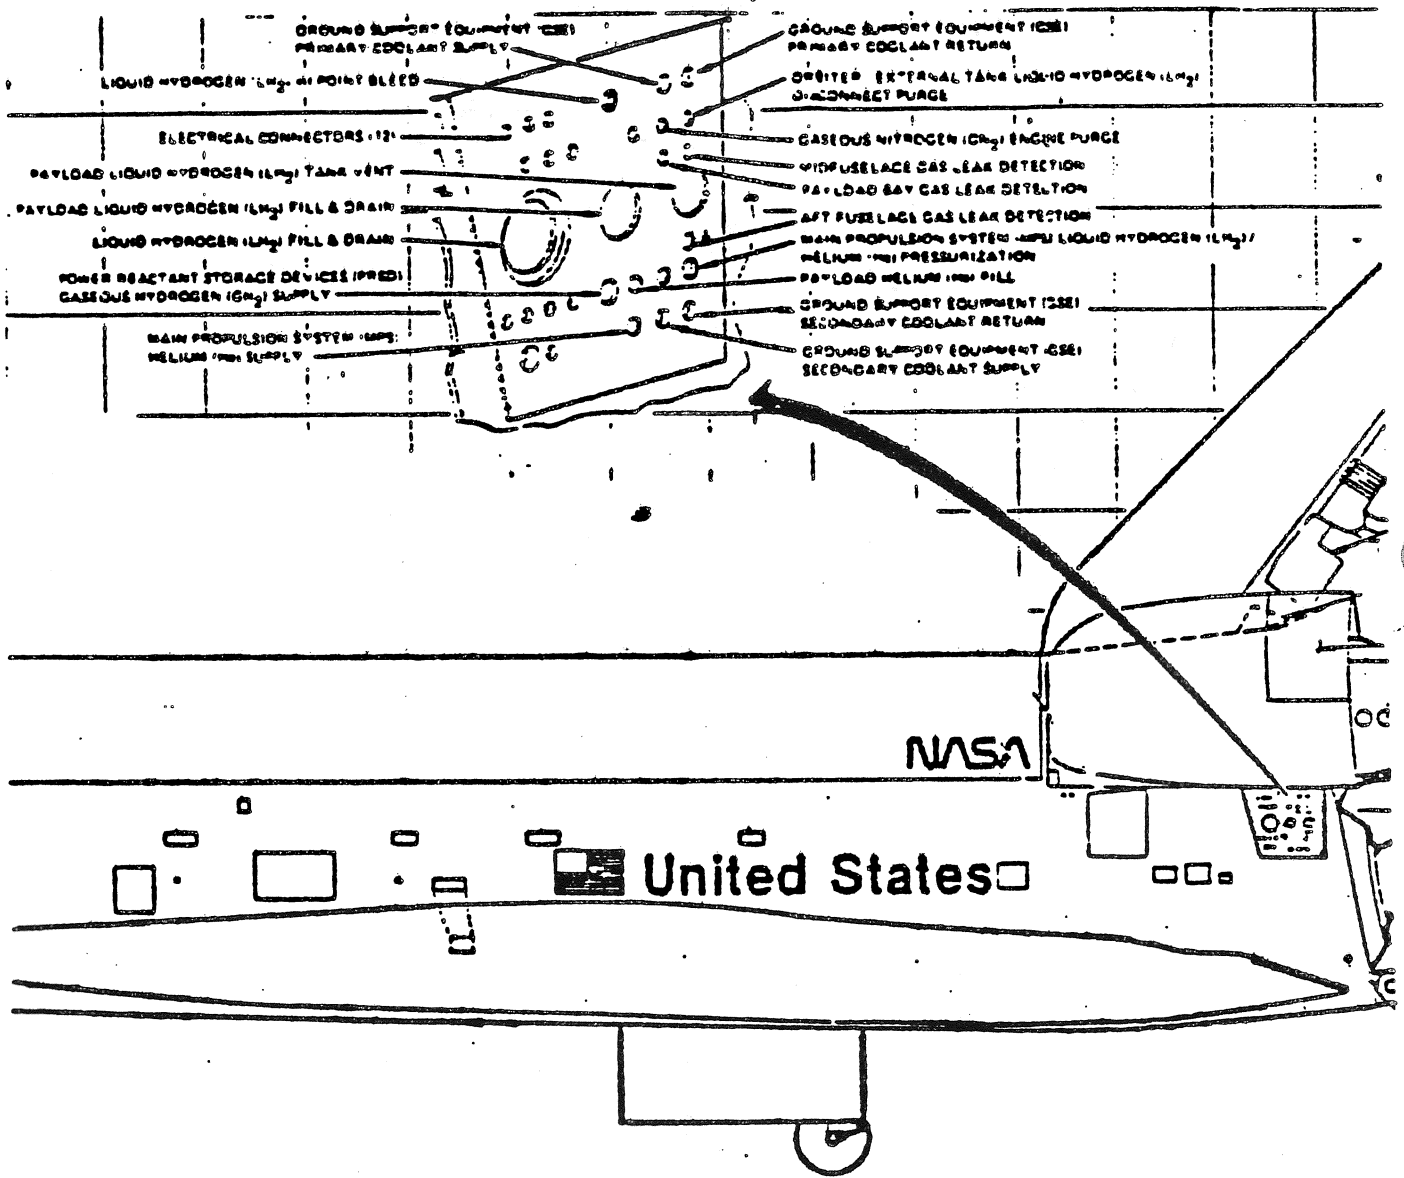 GROUND SUPPORT EQUIPMENT (GSE)
PRIMARY COOLANT SUPPLY
LIQUID HYDROGEN (LH2) HI POINT BLEED
ELECTRICAL CONNECTORS (12)
PAYLOAD LIQUID HYDROGEN (LH2) TANK VENT
PAYLOAD LIQUID HYDROGEN (LH2) FILL & DRAIN
LIQUID HYDROGEN (LH2) FILL & DRAIN
POWER REACTANT STORAGE DEVICES (PRSD)
GASEOUS HYDROGEN (GH2) SUPPLY
MAIN PROPULSION SYSTEM (MPS)
HELIUM (HH) SUPPLY
GROUND SUPPORT EQUIPMENT (GSE)
PRIMARY COOLANT RETURN
ORBITER EXTERNAL TANK LIQUID HYDROGEN (LH2)
DISCONNECT PURGE
GASEOUS NITROGEN (GN2) ENGINE PURGE
MIDFUSELAGE GAS LEAK DETECTION
PAYLOAD BAY GAS LEAK DETECTION
AFT FUSELAGE GAS LEAK DETECTION
MAIN PROPULSION SYSTEM (MPS) LIQUID HYDROGEN (LH2)/
HELIUM (HH) PRESSURIZATION
PAYLOAD HELIUM (HH) FILL
GROUND SUPPORT EQUIPMENT (GSE)
SECONDARY COOLANT RETURN
GROUND SUPPORT EQUIPMENT (GSE)
SECONDARY COOLANT SUPPLY
NASA
United States